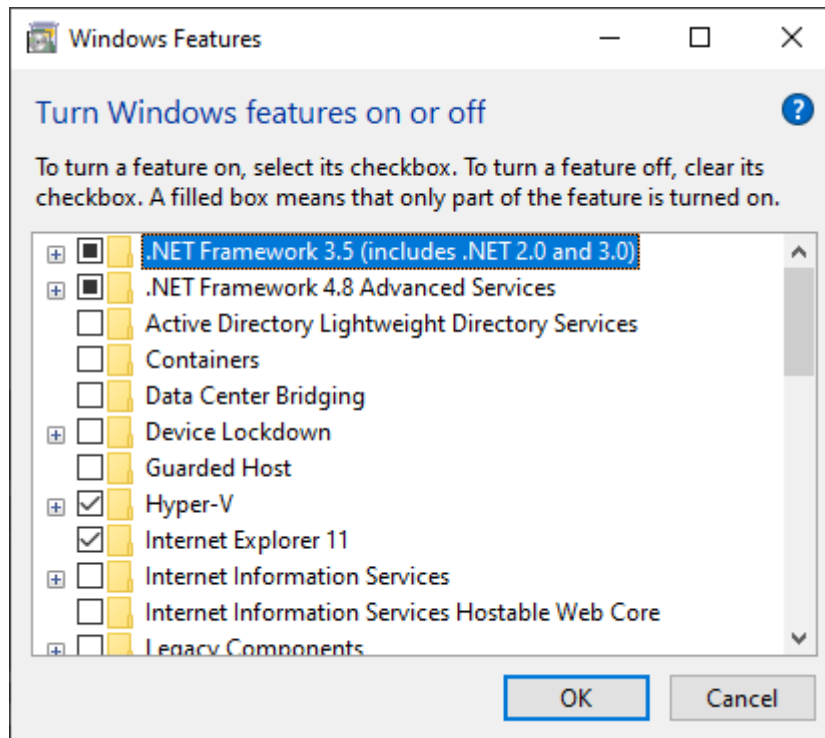 Windows Features
Turn Windows features on or off
To turn a feature on, select its checkbox. To turn a feature off, clear its
checkbox. A filled box means that only part of the feature is turned on.
.NET Framework 3.5 (includes .NET 2.0 and 3.0)
.NET Framework 4.8 Advanced Services
Active Directory Lightweight Directory Services
Containers
Data Center Bridging
Device Lockdown
Guarded Host
Hyper-V
Internet Explorer 11
Internet Information Services
Internet Information Services Hostable Web Core
Legacy Components
OK Cancel